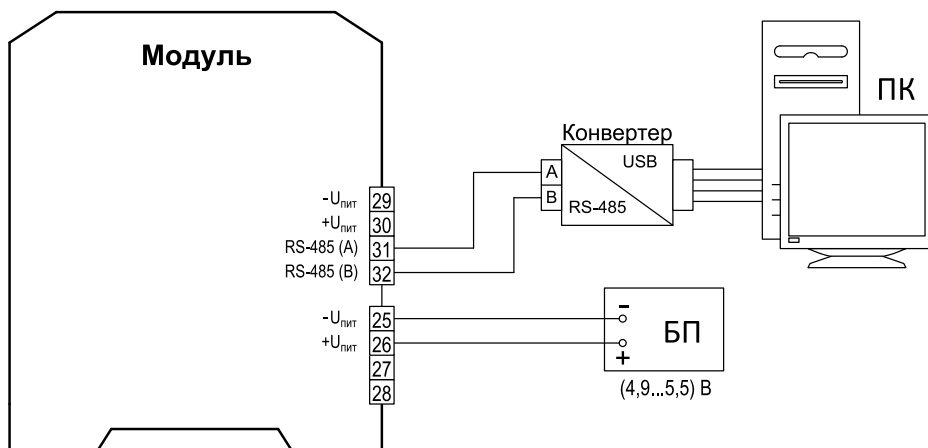 Модуль
ПК
Конвертер
USB
A
B
RS-485
-Uпит 29
+Uпит 30
RS-485 (A) 31
RS-485 (B) 32
-Uпит 25
+Uпит 26
27
28
-
+
БП
(4,9...5,5) В